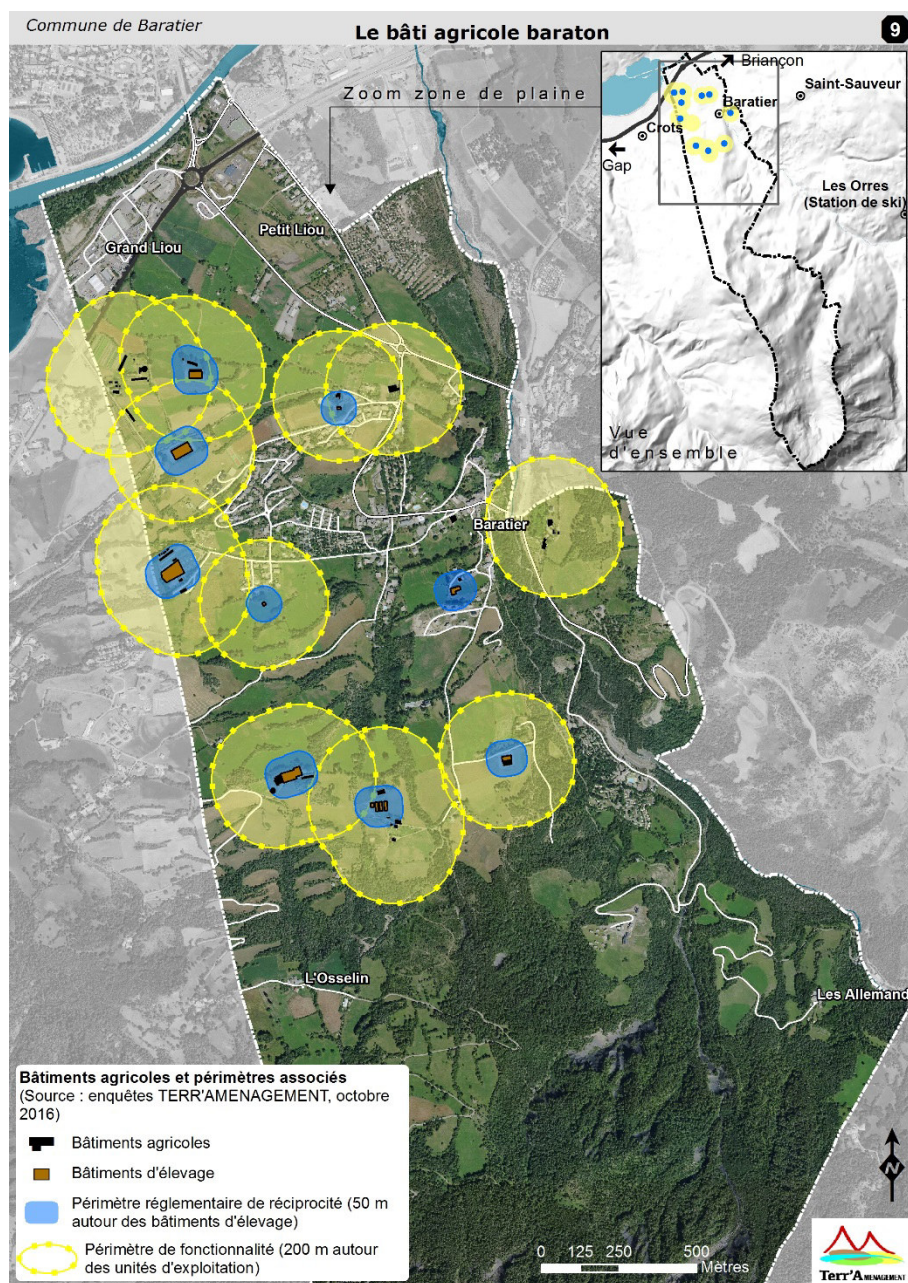 Commune de Baratier
Le bâti agricole baraton
9
Zoom zone de plaine
Briançon
Saint-Sauveur
Baratier
Crots
Gap
Les Orres
(Station de ski)
Vue
d'ensemble
Petit Liou
Grand Liou
Baratier
L'Osselin
Les Allemand
Bâtiments agricoles et périmètres associés
(Source : enquêtes TERR'AMENAGEMENT, octobre
2016)
Bâtiments agricoles
Bâtiments d'élevage
Périmètre réglementaire de réciprocité (50 m
autour des bâtiments d'élevage)
Périmètre de fonctionnalité (200 m autour
des unités d'exploitation)
0 125 250 500
Mètres
N
Terr'AMENAGEMENT